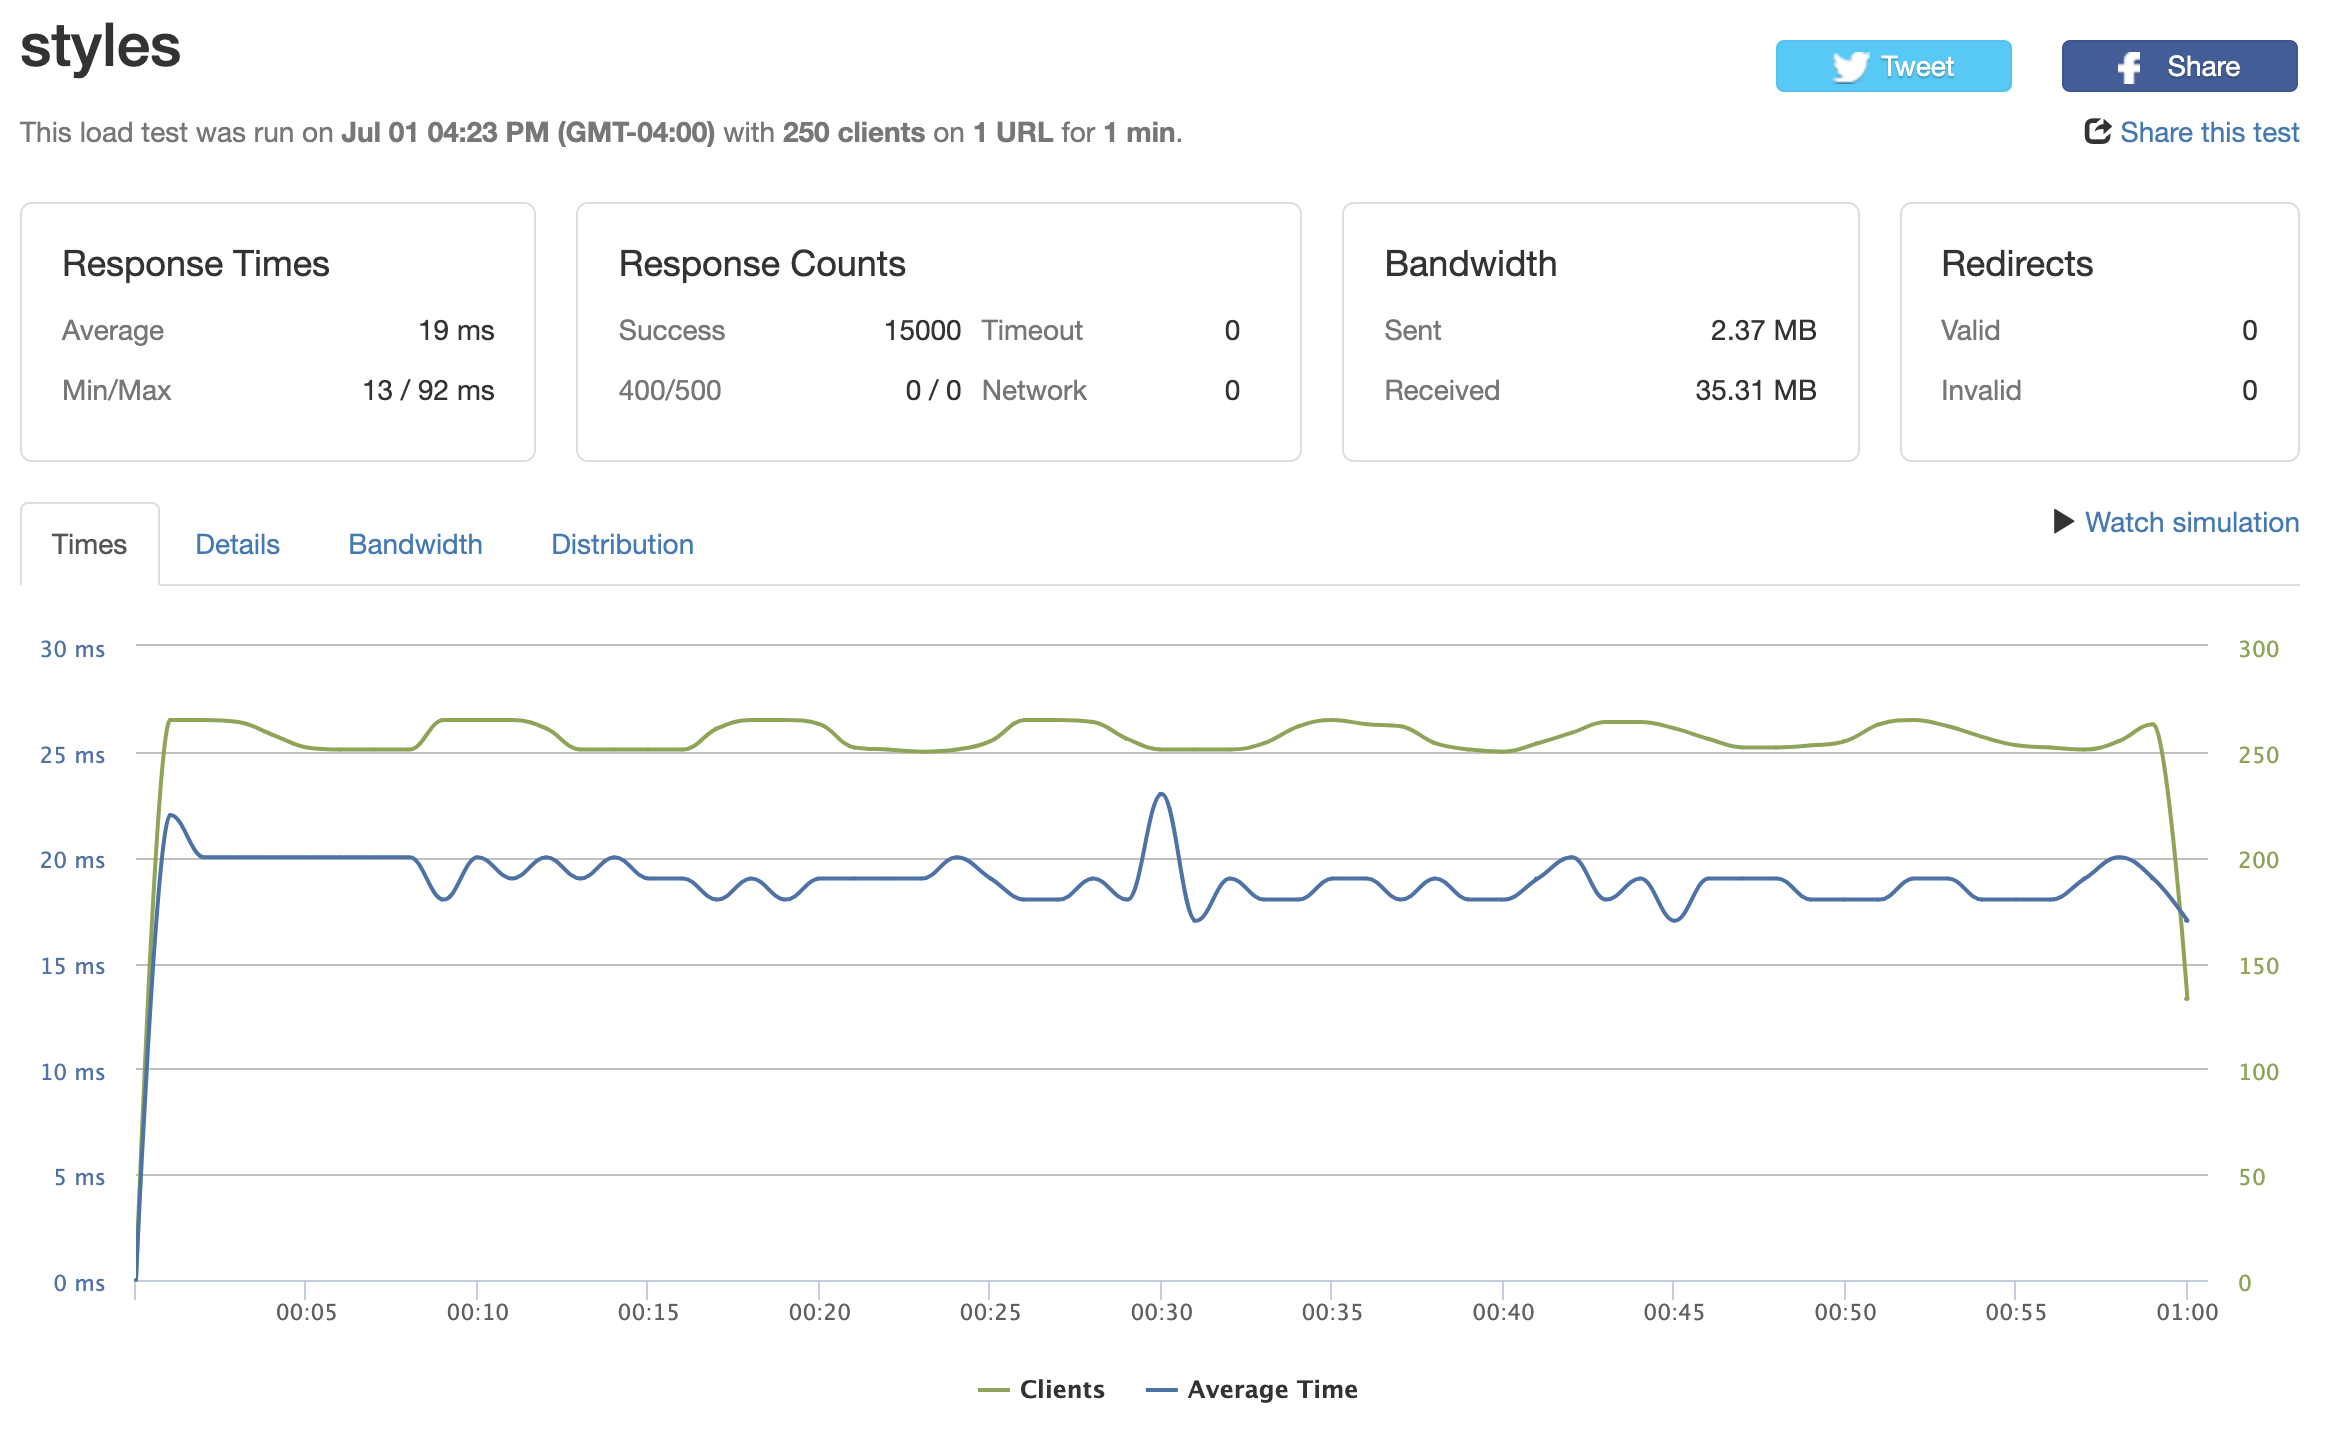 styles
Tweet
Share
This load test was run on Jul 01 04:23 PM (GMT-04:00) with 250 clients on 1 URL for 1 min.
Share this test
Response Times
Average 19 ms
Min/Max 13 / 92 ms
Response Counts
Success 15000 Timeout 0
400/500 0 / 0 Network 0
Bandwidth
Sent 2.37 MB
Received 35.31 MB
Redirects
Valid 0
Invalid 0
Times Details Bandwidth Distribution
Watch simulation
30 ms 300
25 ms 250
20 ms 200
15 ms 150
10 ms 100
5 ms 50
0 ms 0
00:05 00:10 00:15 00:20 00:25 00:30 00:35 00:40 00:45 00:50 00:55 01:00
Clients Average Time